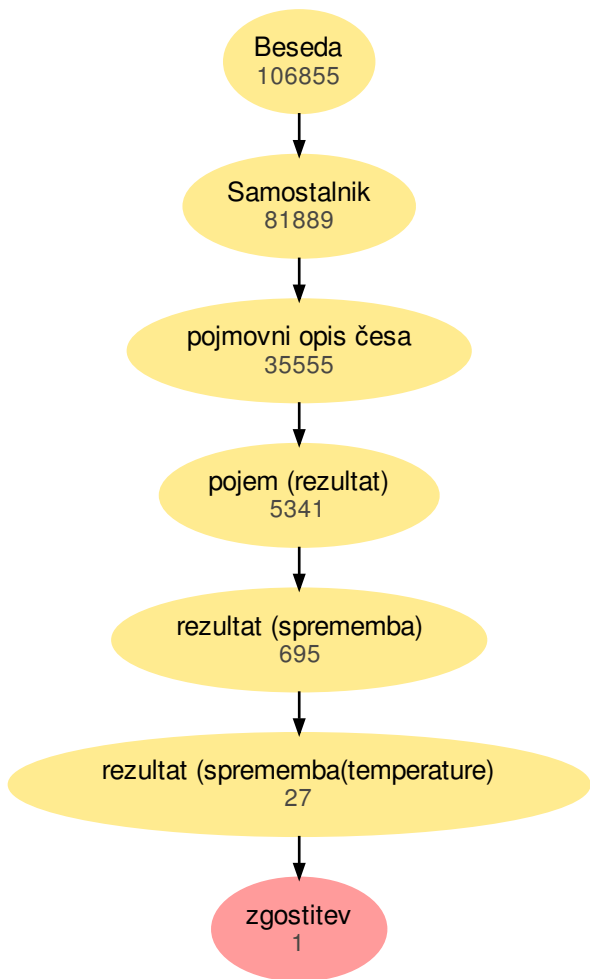 Beseda
106855
Samostalnik
81889
pojmovni opis česa
35555
pojem (rezultat)
5341
rezultat (sprememba)
695
rezultat (sprememba(temperature)
27
zgostitev
1